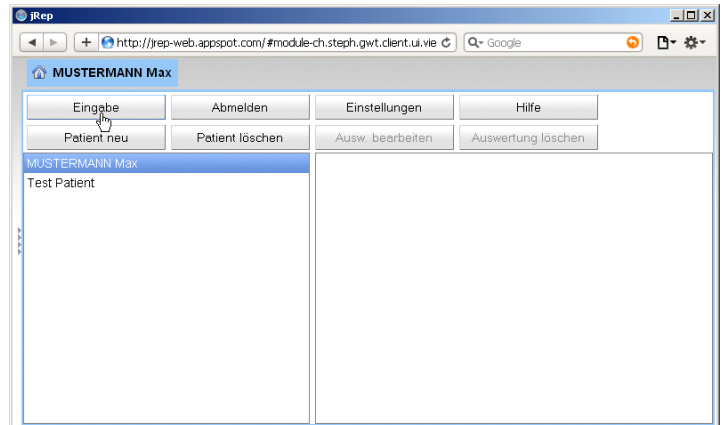 jRep
http://jrep-web.appspot.com/#module-ch.steph.gwt.client.ui.vie
Google
MUSTERMANN Max
Eingabe Abmelden Einstellungen Hilfe
Patient neu Patient löschen Ausw. bearbeiten Auswertung löschen
MUSTERMANN Max
Test Patient